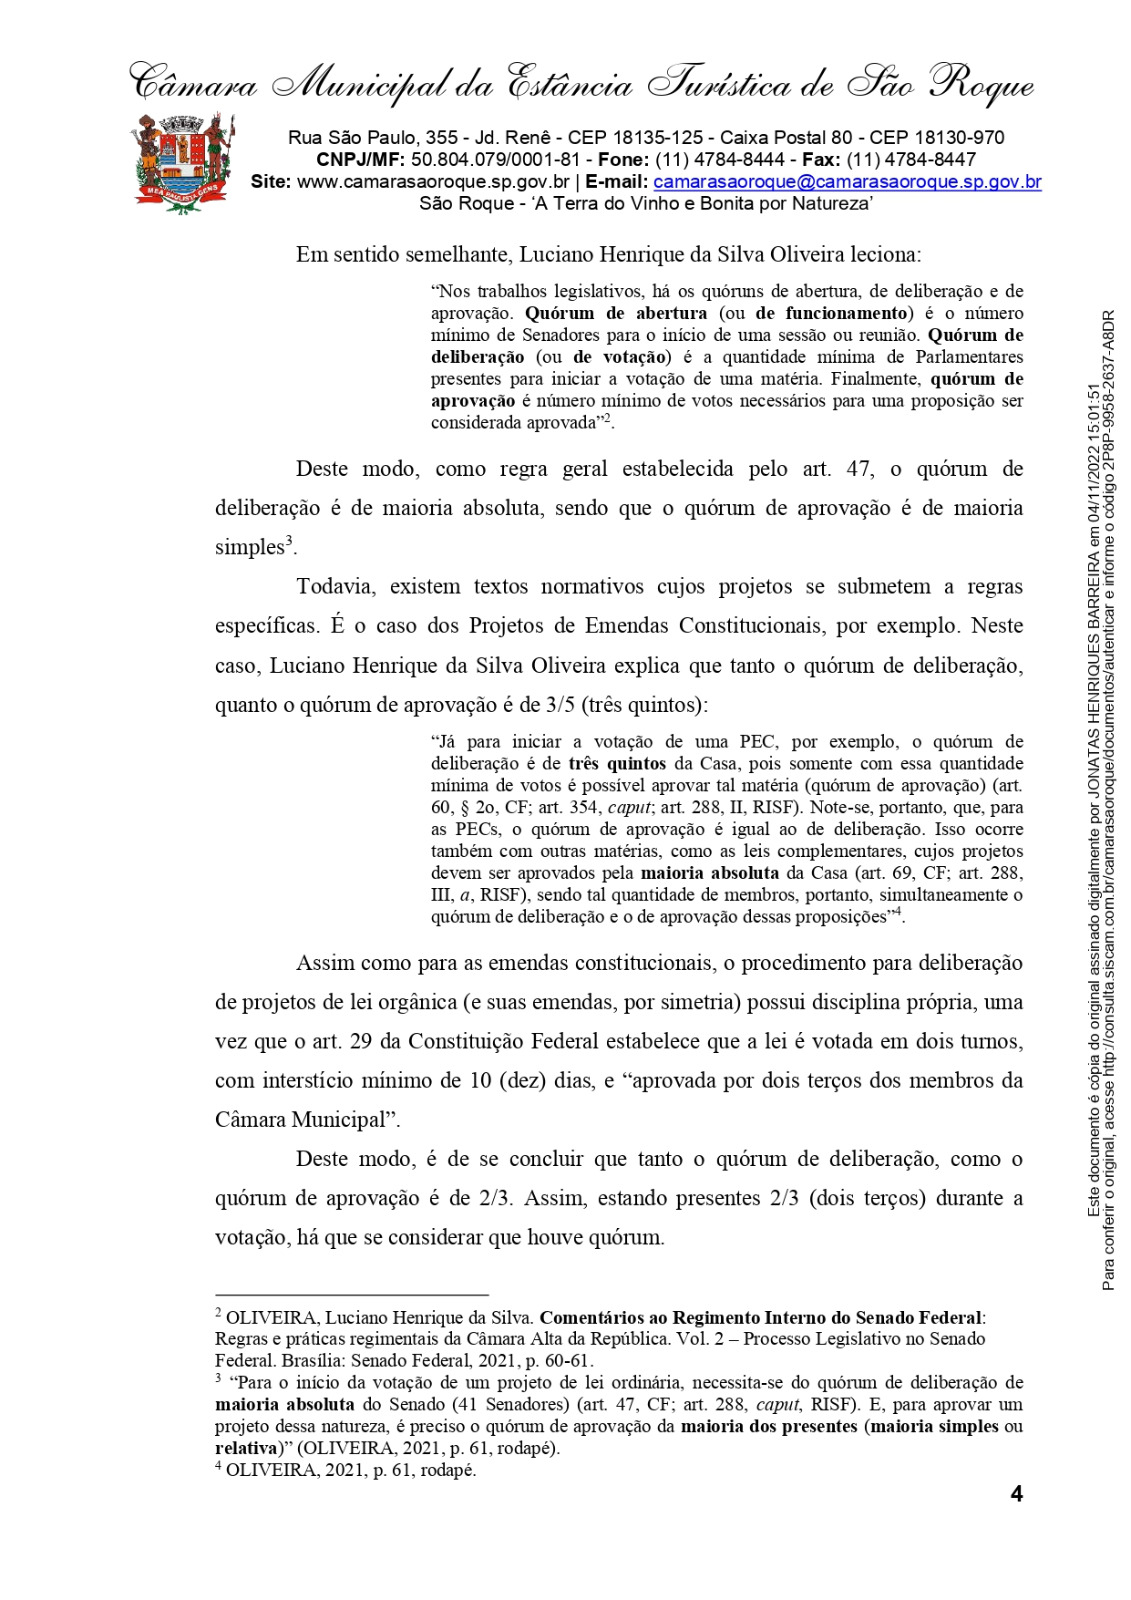 Câmara Municipal da Estância Turística de São Roque
Rua São Paulo, 355 - Jd. Renê - CEP 18135-125 - Caixa Postal 80 - CEP 18130-970
CNPJ/MF: 50.804.079/0001-81 - Fone: (11) 4784-8444 - Fax: (11) 4784-8447
Site: www.camarasaoroque.sp.gov.br | E-mail: camarasaoroque@camarasaoroque.sp.gov.br
São Roque - ‘A Terra do Vinho e Bonita por Natureza’
Em sentido semelhante, Luciano Henrique da Silva Oliveira leciona:
“Nos trabalhos legislativos, há os quóruns de abertura, de deliberação e de
aprovação. Quórum de abertura (ou de funcionamento) é o número
mínimo de Senadores para o início de uma sessão ou reunião. Quórum de
deliberação (ou de votação) é a quantidade mínima de Parlamentares
presentes para iniciar a votação de uma matéria. Finalmente, quórum de
aprovação é número mínimo de votos necessários para uma proposição ser
considerada aprovada”2.
Deste modo, como regra geral estabelecida pelo art. 47, o quórum de
deliberação é de maioria absoluta, sendo que o quórum de aprovação é de maioria
simples3.
Todavia, existem textos normativos cujos projetos se submetem a regras
específicas. É o caso dos Projetos de Emendas Constitucionais, por exemplo. Neste
caso, Luciano Henrique da Silva Oliveira explica que tanto o quórum de deliberação,
quanto o quórum de aprovação é de 3/5 (três quintos):
“Já para iniciar a votação de uma PEC, por exemplo, o quórum de
deliberação é de três quintos da Casa, pois somente com essa quantidade
mínima de votos é possível aprovar tal matéria (quórum de aprovação) (art.
60, § 2o, CF; art. 354, caput; art. 288, II, RISF). Note-se, portanto, que, para
as PECs, o quórum de aprovação é igual ao de deliberação. Isso ocorre
também com outras matérias, como as leis complementares, cujos projetos
devem ser aprovados pela maioria absoluta da Casa (art. 69, CF; art. 288,
III, a, RISF), sendo tal quantidade de membros, portanto, simultaneamente o
quórum de deliberação e o de aprovação dessas proposições”4.
Assim como para as emendas constitucionais, o procedimento para deliberação
de projetos de lei orgânica (e suas emendas, por simetria) possui disciplina própria, uma
vez que o art. 29 da Constituição Federal estabelece que a lei é votada em dois turnos,
com interstício mínimo de 10 (dez) dias, e “aprovada por dois terços dos membros da
Câmara Municipal”.
Deste modo, é de se concluir que tanto o quórum de deliberação, como o
quórum de aprovação é de 2/3. Assim, estando presentes 2/3 (dois terços) durante a
votação, há que se considerar que houve quórum.
2 OLIVEIRA, Luciano Henrique da Silva. Comentários ao Regimento Interno do Senado Federal:
Regras e práticas regimentais da Câmara Alta da República. Vol. 2 – Processo Legislativo no Senado
Federal. Brasília: Senado Federal, 2021, p. 60-61.
3 “Para o início da votação de um projeto de lei ordinária, necessita-se do quórum de deliberação de
maioria absoluta do Senado (41 Senadores) (art. 47, CF; art. 288, caput, RISF). E, para aprovar um
projeto dessa natureza, é preciso o quórum de aprovação da maioria dos presentes (maioria simples ou
relativa)” (OLIVEIRA, 2021, p. 61, rodapé).
4 OLIVEIRA, 2021, p. 61, rodapé.
4
Este documento é cópia do original assinado digitalmente por JONATAS HENRIQUES BARREIRA em 04/11/2022 15:01:51
Para conferir o original, acesse http://consulta.siscam.com.br/camarasaoroque/documentos/autenticar e informe o código 2P8P-9958-2637-A8DR